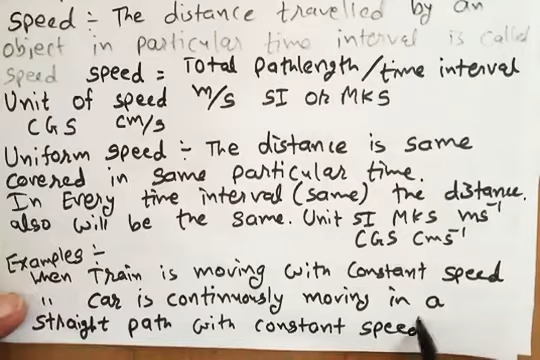 speed :- The distance travelled by an
object in particular time interval is called
speed speed = Total Pathlength/time interval
Unit of speed m/s SI or MKS
CGS cm/s
Uniform speed :- The distance is same
covered in same particular time.
In Every time interval (same) the distance.
also will be the same. Unit SI MKS ms⁻¹
CGS Cms⁻¹
Examples :-
When Train is moving with Constant speed
" car is continuously moving in a
straight path with constant speed